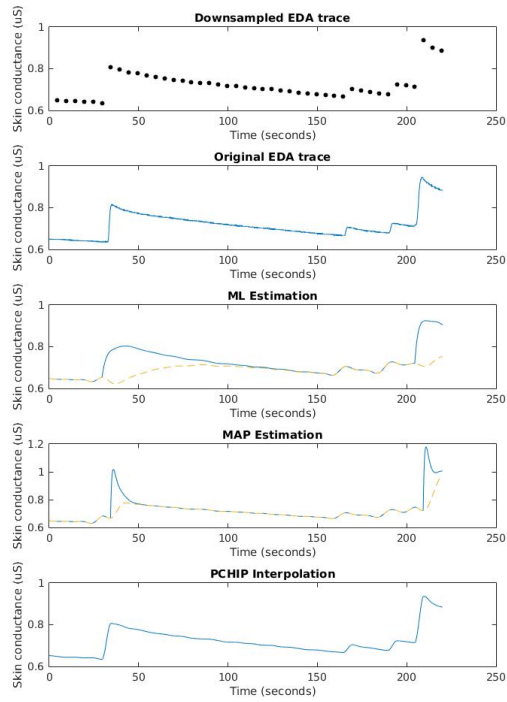 Downsampled EDA trace
Skin conductance (uS)
1
0.8
0.6
0 50 100 150 200 250
Time (seconds)
Original EDA trace
Skin conductance (uS)
1
0.8
0.6
0 50 100 150 200 250
Time (seconds)
ML Estimation
Skin conductance (uS)
1
0.8
0.6
0 50 100 150 200 250
Time (seconds)
MAP Estimation
Skin conductance (uS)
1.2
1
0.8
0.6
0 50 100 150 200 250
Time (seconds)
PCHIP Interpolation
Skin conductance (uS)
1
0.8
0.6
0 50 100 150 200 250
Time (seconds)